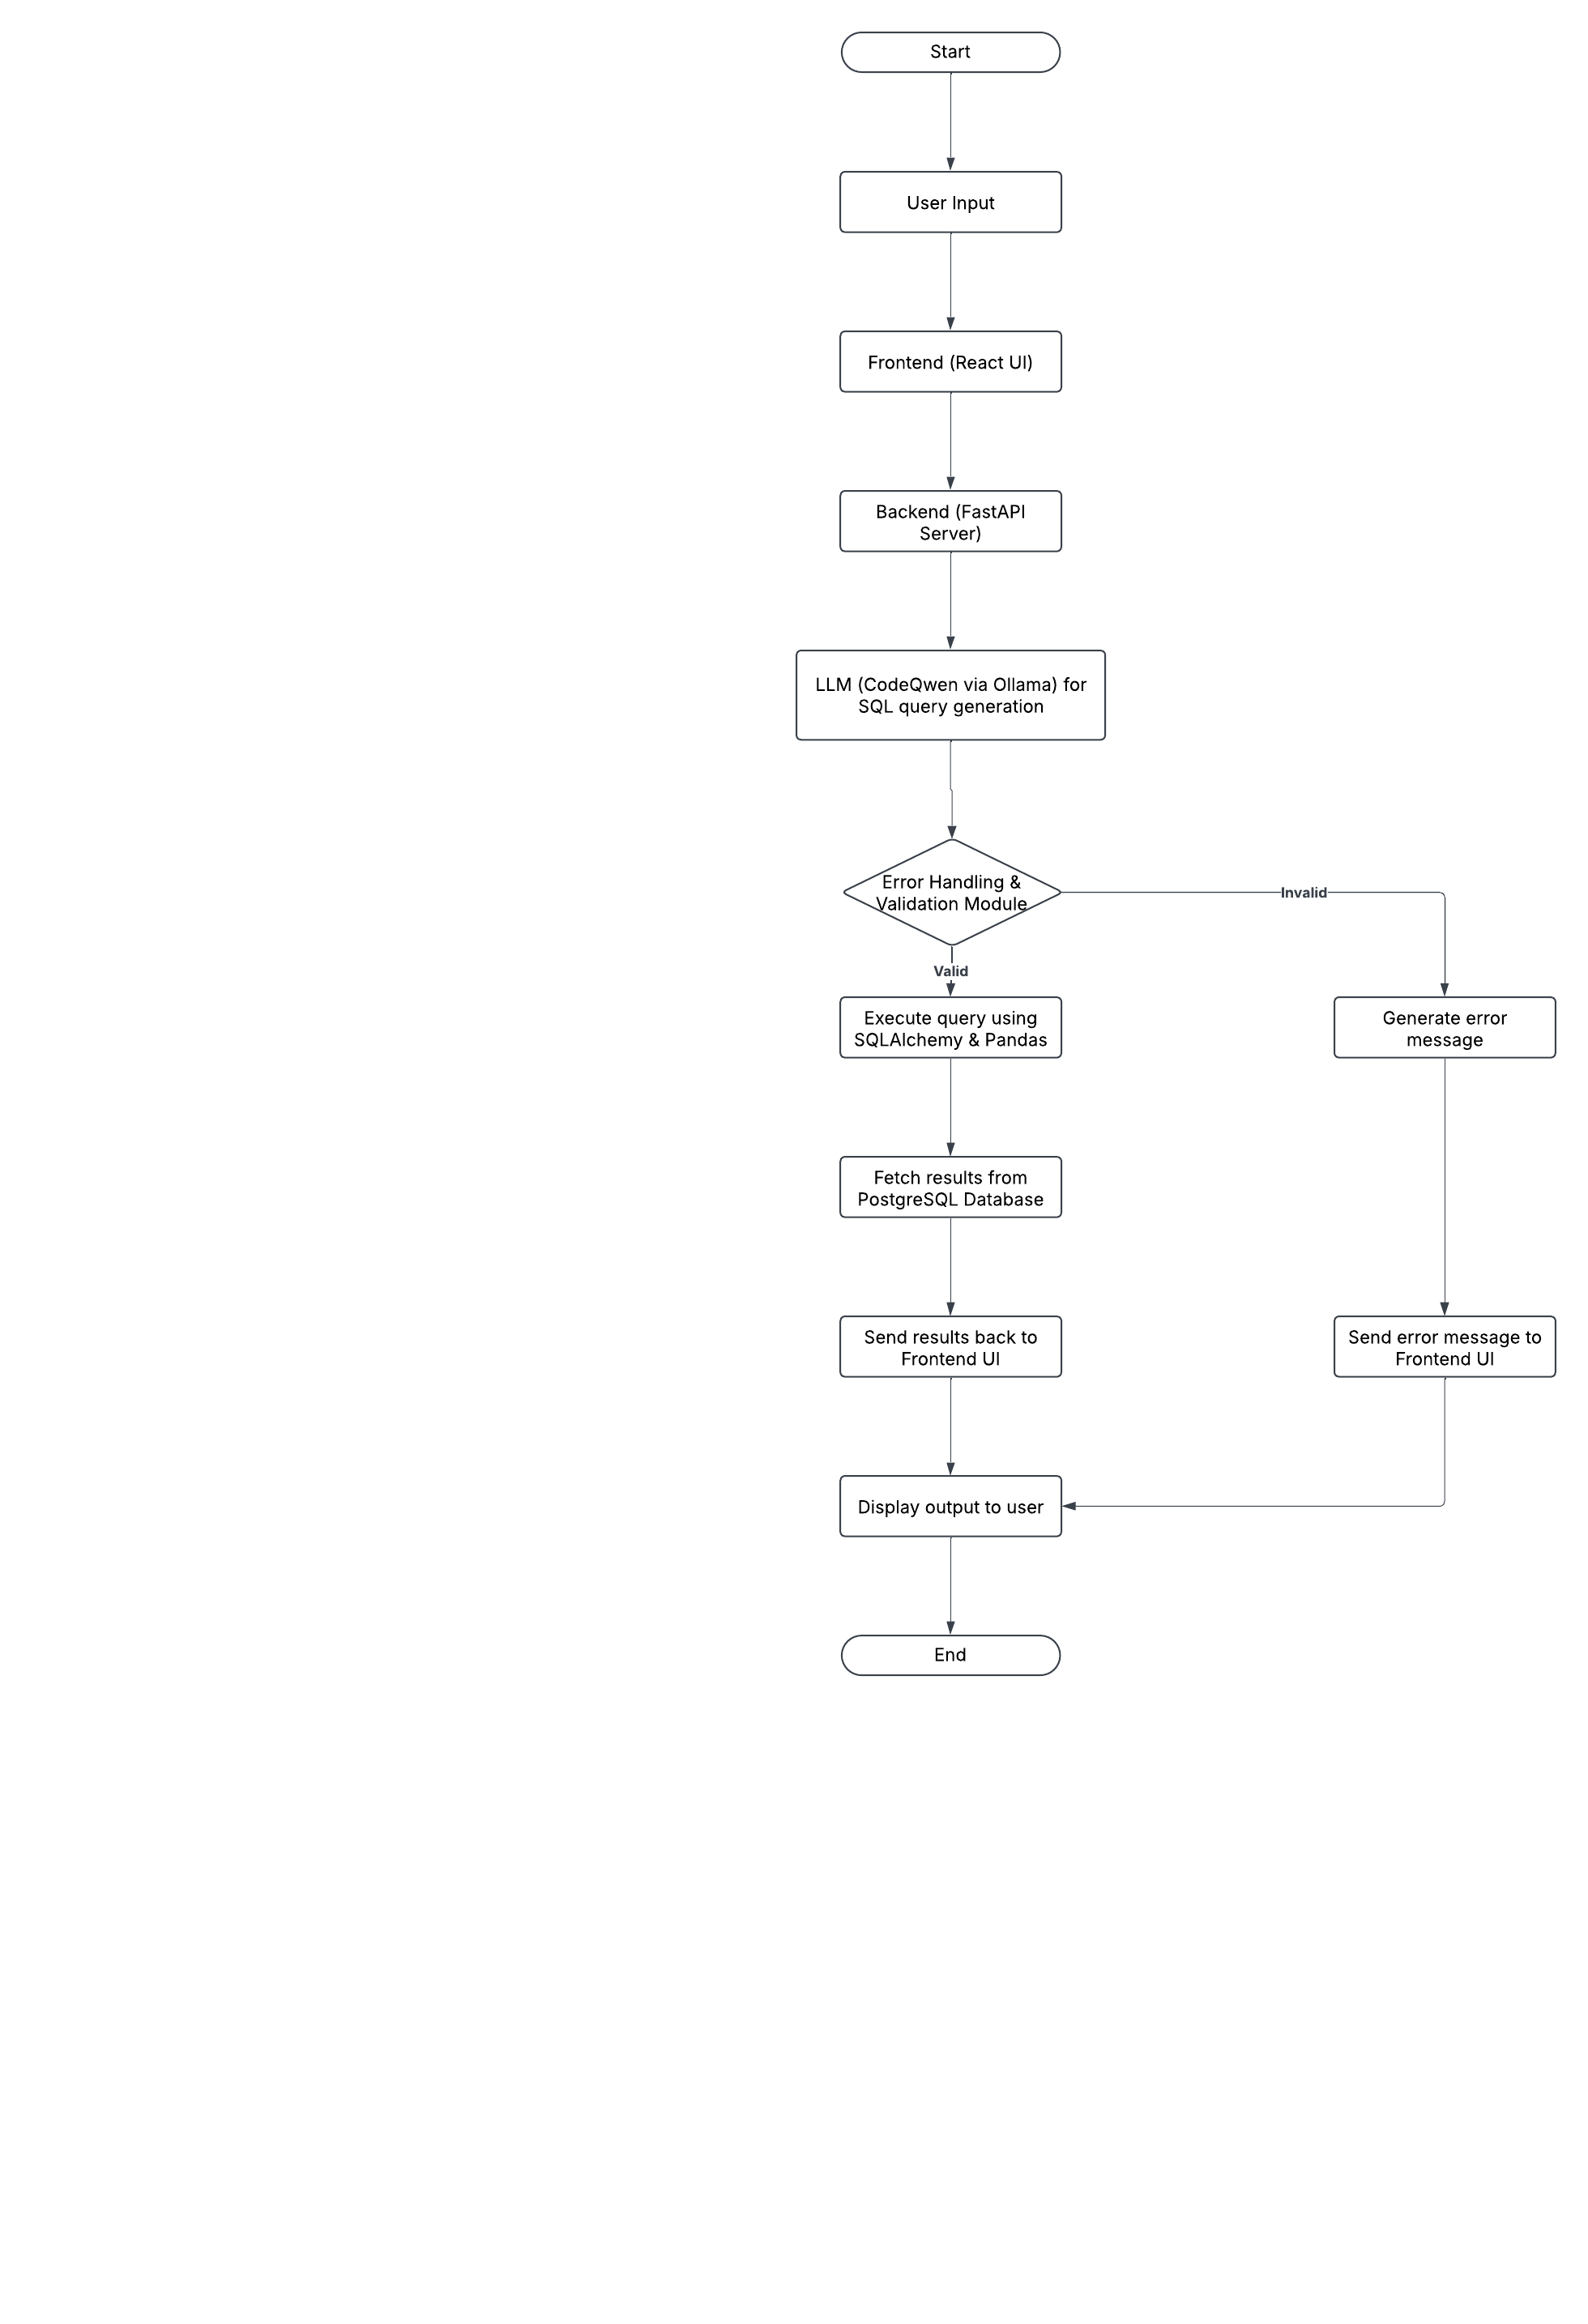 Start
User Input
Frontend (React UI)
Backend (FastAPI
Server)
LLM (CodeQwen via Ollama) for
SQL query generation
Error Handling &
Validation Module
Invalid
Valid
Execute query using
SQLAlchemy & Pandas
Generate error
message
Fetch results from
PostgreSQL Database
Send results back to
Frontend UI
Send error message to
Frontend UI
Display output to user
End